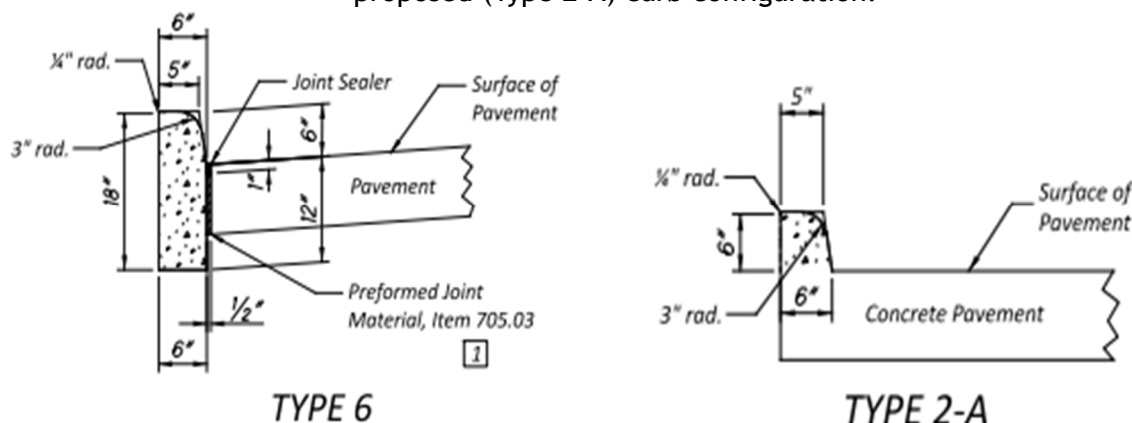 proposed (Type 2-A) curb configuration.
6"
¼" rad.
5"
Joint Sealer
Surface of
Pavement
3" rad.
18"
6"
1"
12"
Pavement
Preformed Joint
Material, Item 705.03
½"
1
6"
TYPE 6
5"
¼" rad.
Surface of
Pavement
6"
6"
3" rad.
Concrete Pavement
TYPE 2-A